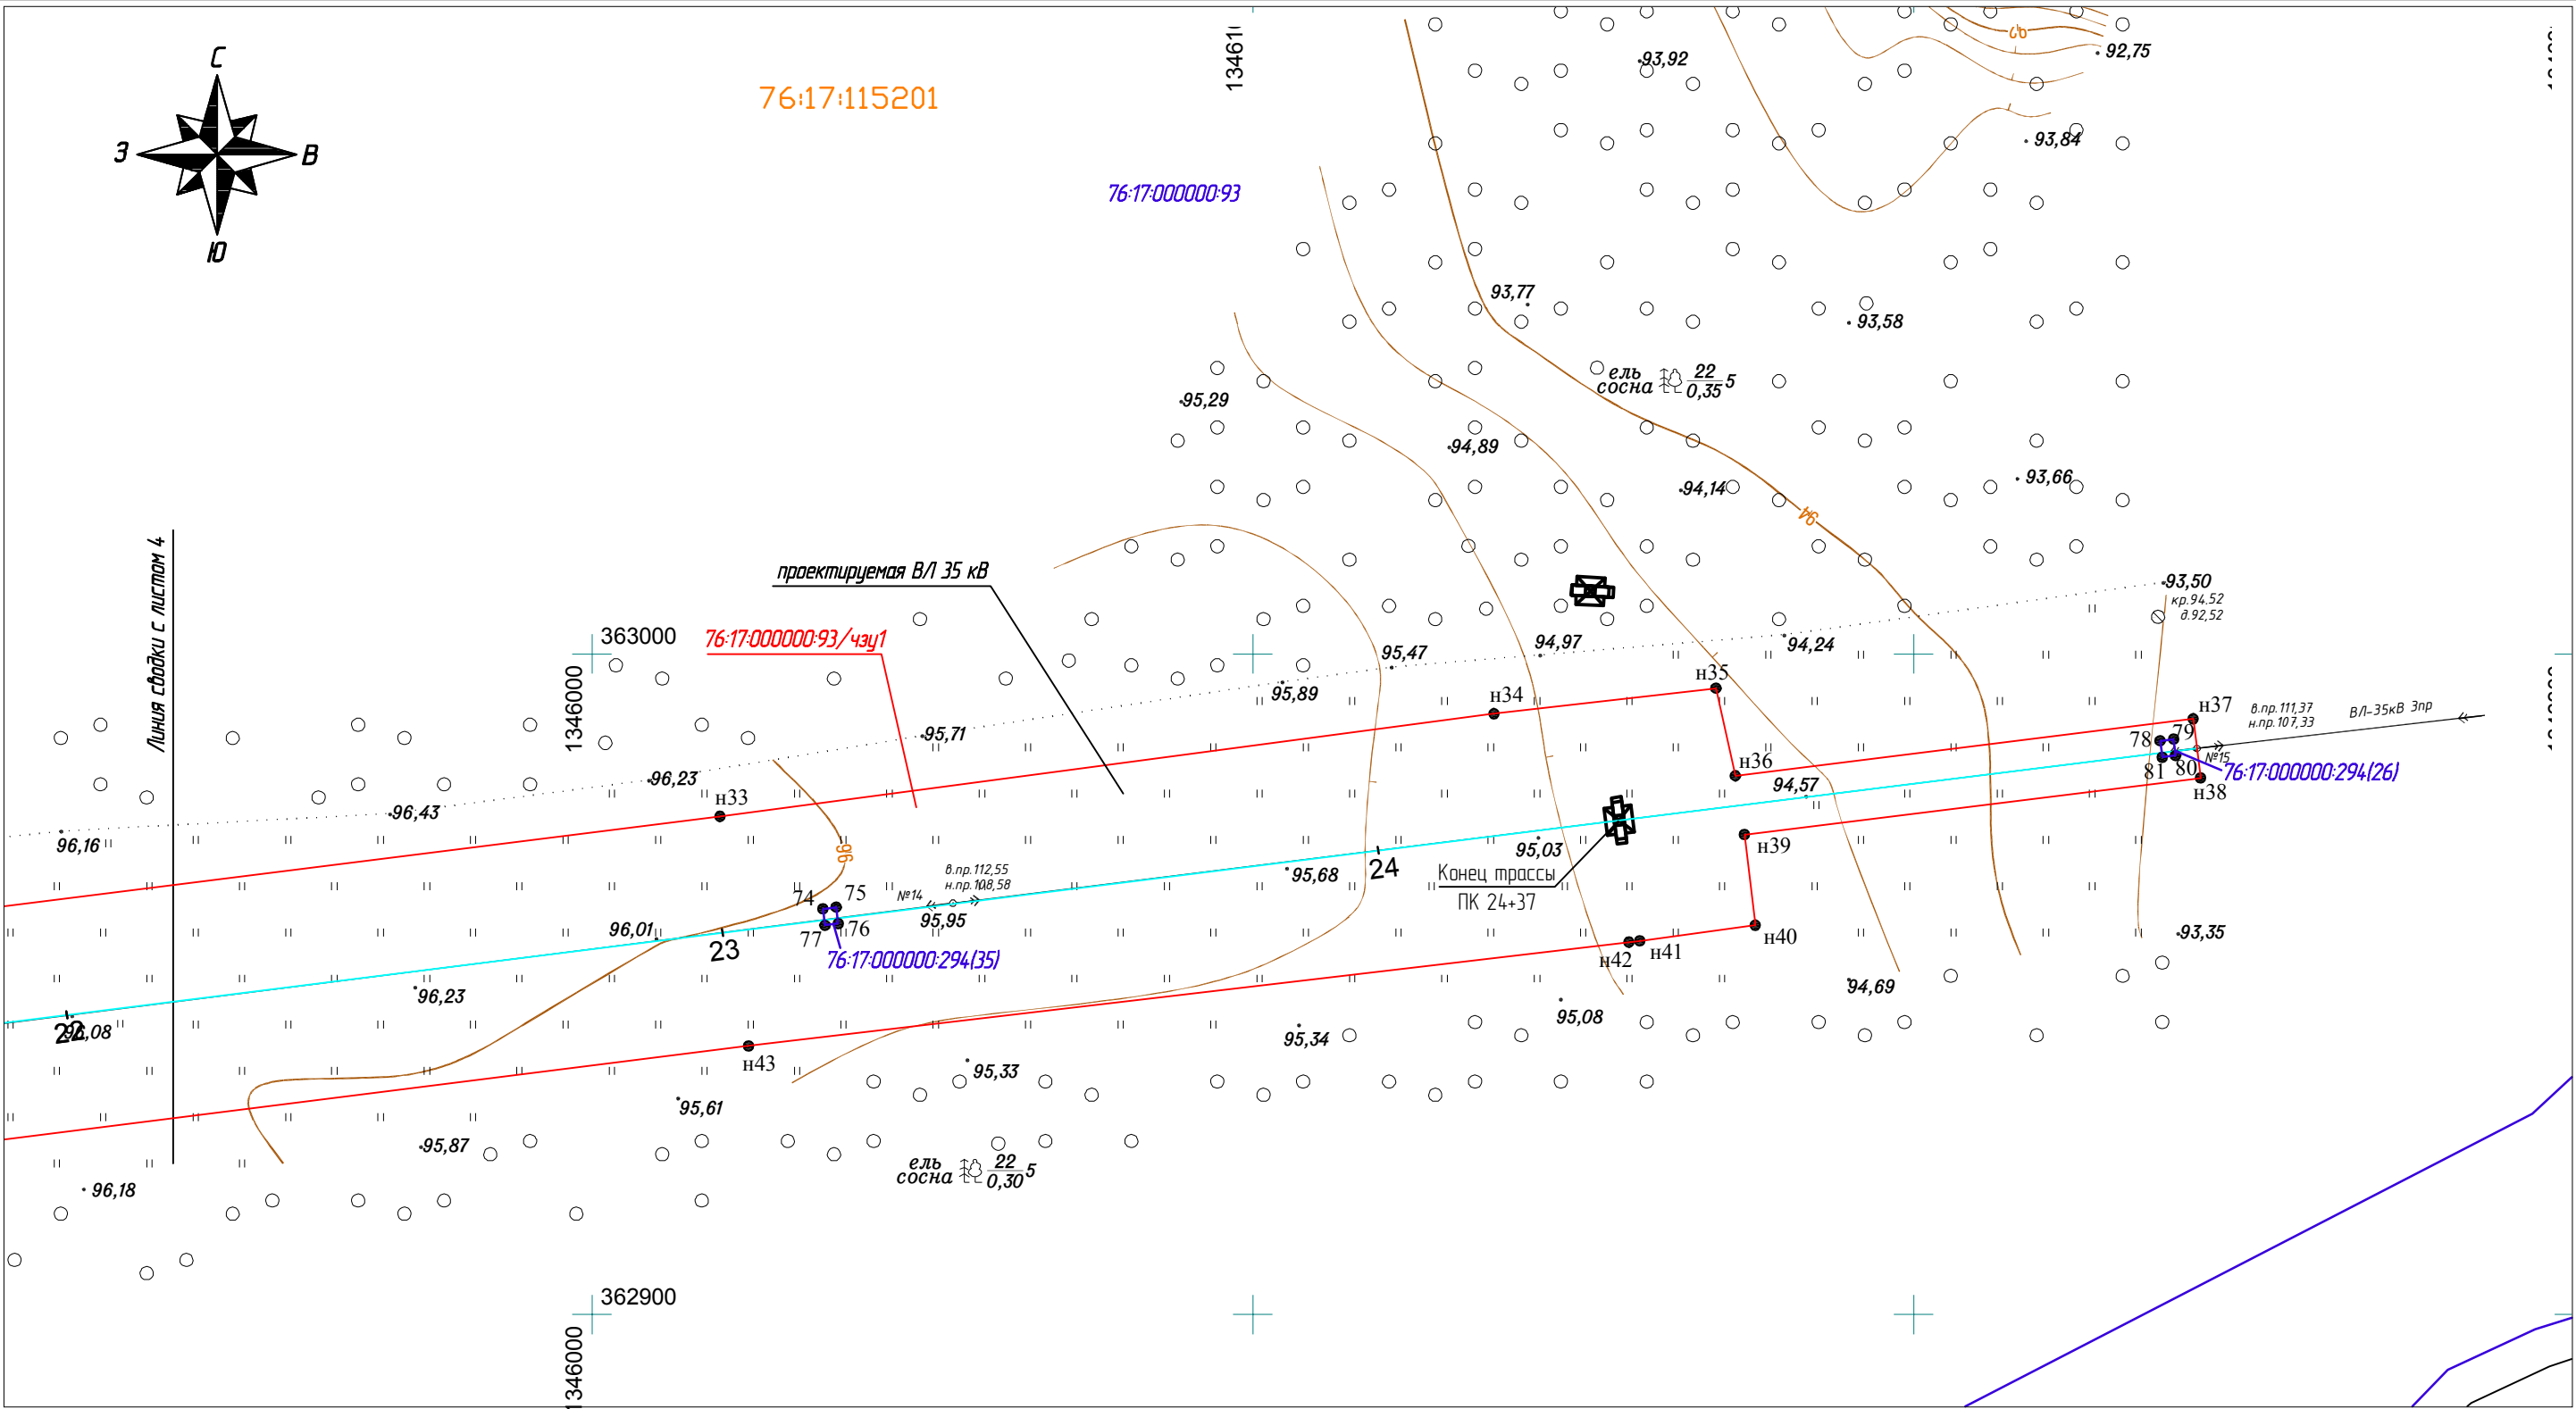 С
З
В
Ю
76:17:115201
76:17:000000:93
13461
93
92,75
93,92
93,84
93,77
93,58
ель
сосна
22
0,35
5
95,29
94,89
94,14
93,66
94
Линия сводки с листом 4
проектируемая ВЛ 35 кВ
76:17:000000:93/чзу1
363000
1346000
93,50
кр.94.52
д.92,52
94,24
94,97
95,47
95,89
95,71
96,23
96,43
96,16
н33
н34
н35
н36
н37
78
79
81
80
№15
н38
в.пр.111,37
н.пр.107,33
ВЛ-35кВ 3пр
76:17:000000:294(26)
94,57
н39
95,03
24
95,68
Конец трассы
ПК 24+37
96
в.пр.112,55
н.пр.108,58
№14
95,95
74
75
76
77
76:17:000000:294(35)
96,01
23
н40
н41
н42
93,35
94,69
95,08
96,23
22
96,08
95,34
н43
95,33
95,61
95,87
96,18
ель
сосна
22
0,30
5
362900
1346000